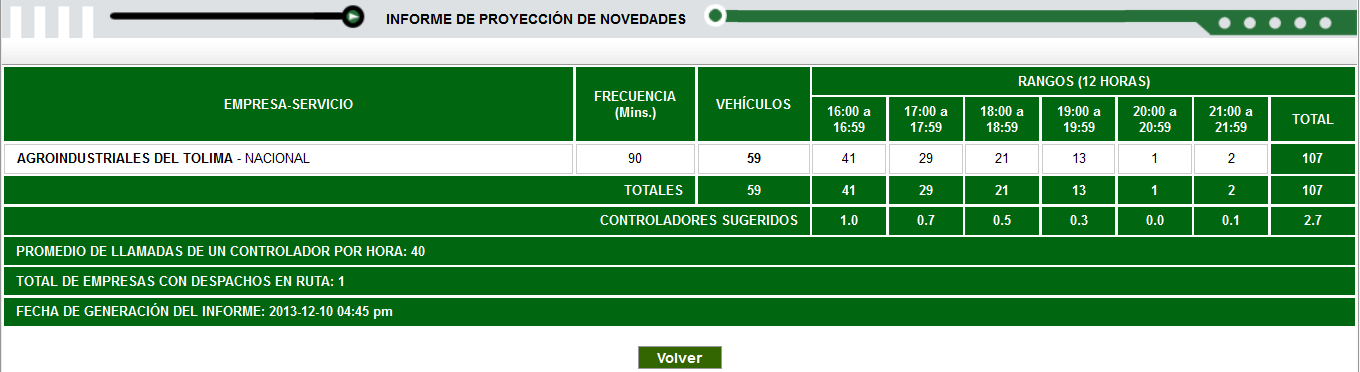 INFORME DE PROYECCIÓN DE NOVEDADES
EMPRESA-SERVICIO
FRECUENCIA
(Mins.)
VEHÍCULOS
RANGOS (12 HORAS)
16:00 a
16:59
17:00 a
17:59
18:00 a
18:59
19:00 a
19:59
20:00 a
20:59
21:00 a
21:59
TOTAL
AGROINDUSTRIALES DEL TOLIMA - NACIONAL 90 59 41 29 21 13 1 2 107
TOTALES 59 41 29 21 13 1 2 107
CONTROLADORES SUGERIDOS 1.0 0.7 0.5 0.3 0.0 0.1 2.7
PROMEDIO DE LLAMADAS DE UN CONTROLADOR POR HORA: 40
TOTAL DE EMPRESAS CON DESPACHOS EN RUTA: 1
FECHA DE GENERACIÓN DEL INFORME: 2013-12-10 04:45 pm
Volver